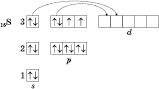 ₁₆S 3 ↑↓ ↑↓ ↑ ↑
d
2 ↑↓ ↑↓ ↑↓ ↑↓
p
1 ↑↓
s